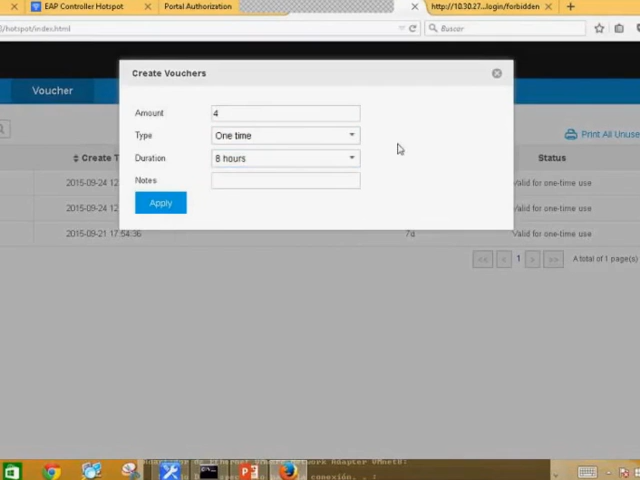 EAP Controller Hotspot
Portal Authorization
http://10.30.27...login/forbidden
/hotspot/index.html
Buscar
Create Vouchers
Voucher
Amount 4
Type One time
Print All Unuse
Duration 8 hours
Status
2015-09-24 12
Valid for one-time use
Notes
Apply
2015-09-24 12
Valid for one-time use
2015-09-21 17:54:36
7d
Valid for one-time use
<< < 1 > >>
A total of 1 page(s)